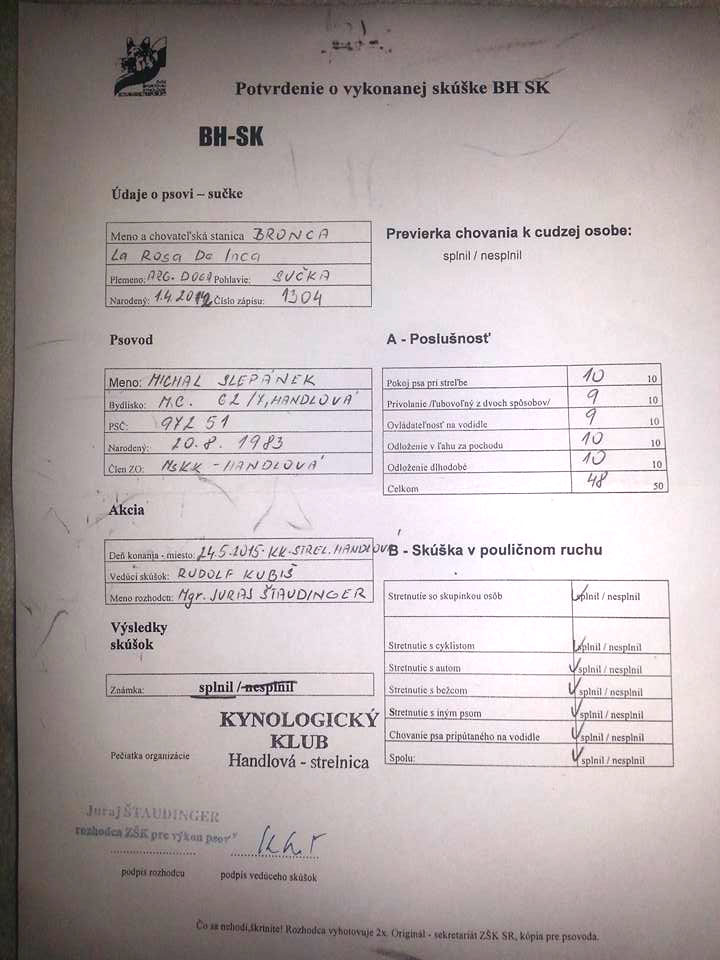 Potvrdenie o vykonanej skúške BH SK
BH-SK
Údaje o psovi – sučke
Meno a chovateľská stanica BRONCA
La Rosa De Inca
Plemeno: ARG. DOGA Pohlavie: SUČKA
Narodený: 1.4.2012 Číslo zápisu: 1304
Previerka chovania k cudzej osobe:
splnil / nesplnil
Psovod
Meno: MICHAL SLEPÁNEK
Bydlisko: M.C. HANDLOVÁ
PSČ: 972 51
Narodený: 20.8. 1983
Člen ZO: MsKK - HANDLOVÁ
A - Poslušnosť
Pokoj psa pri streľbe 10 10
Privolanie /ľubovoľný z dvoch spôsobov/ 9 10
Ovládateľnosť na vodidle 9 10
Odloženie v ľahu za pochodu 10 10
Odloženie dlhodobé 10 10
Celkom 48 50
Akcia
Deň konania - miesto: 24.5.2015 - KK-STREL. HANDLOVÁ
Vedúci skúšok: RUDOLF KUBIŠ
Meno rozhodcu: Mgr. JURAJ ŠTAUDINGER
B - Skúška v pouličnom ruchu
Stretnutie so skupinkou osôb splnil / nesplnil
Stretnutie s cyklistom splnil / nesplnil
Stretnutie s autom splnil / nesplnil
Stretnutie s bežcom splnil / nesplnil
Stretnutie s iným psom splnil / nesplnil
Chovanie psa pripútaného na vodidle splnil / nesplnil
Spolu: splnil / nesplnil
Výsledky
skúšok
Známka: splnil / nesplnil
KYNOLOGICKÝ
KLUB
Handlová - strelnica
Pečiatka organizácie
Juraj ŠTAUDINGER
rozhodca ZŠK pre výkon psov
podpis rozhodcu podpis vedúceho skúšok
Čo sa nehodí,škrtnite! Rozhodca vyhotovuje 2x. Originál - sekretariát ZŠK SR, kópia pre psovoda.